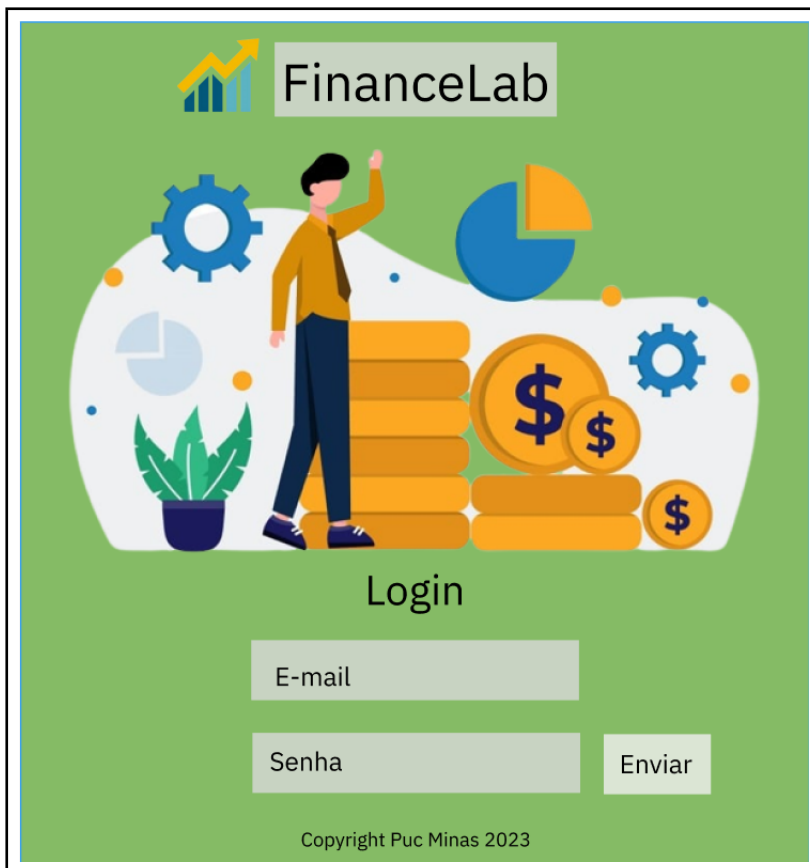 FinanceLab
$
$
$
Login
E-mail
Senha
Enviar
Copyright Puc Minas 2023